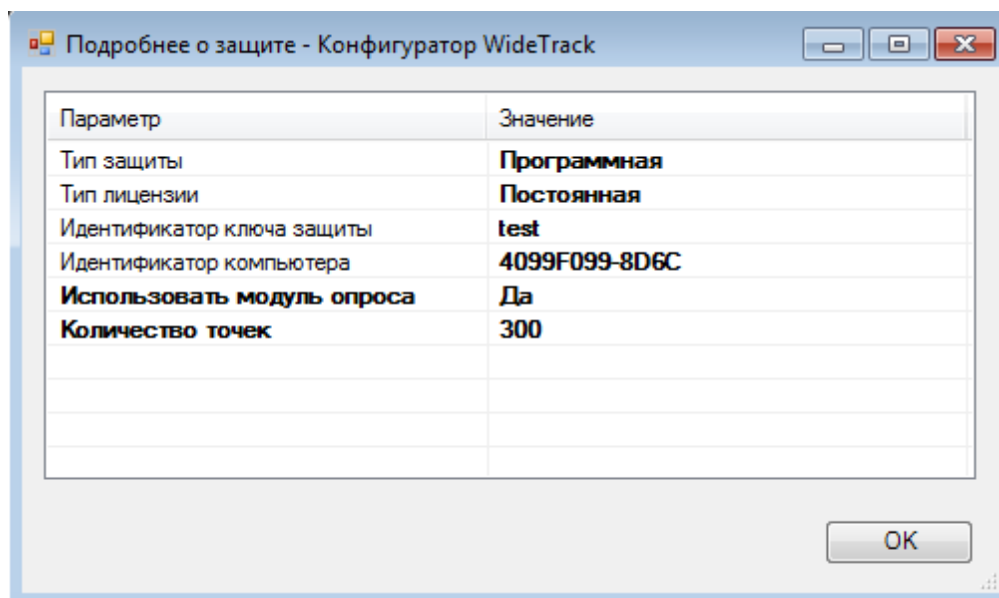 Подробнее о защите - Конфигуратор WideTrack
Параметр Значение
Тип защиты Программная
Тип лицензии Постоянная
Идентификатор ключа защиты test
Идентификатор компьютера 4099F099-8D6C
Использовать модуль опроса Да
Количество точек 300
OK